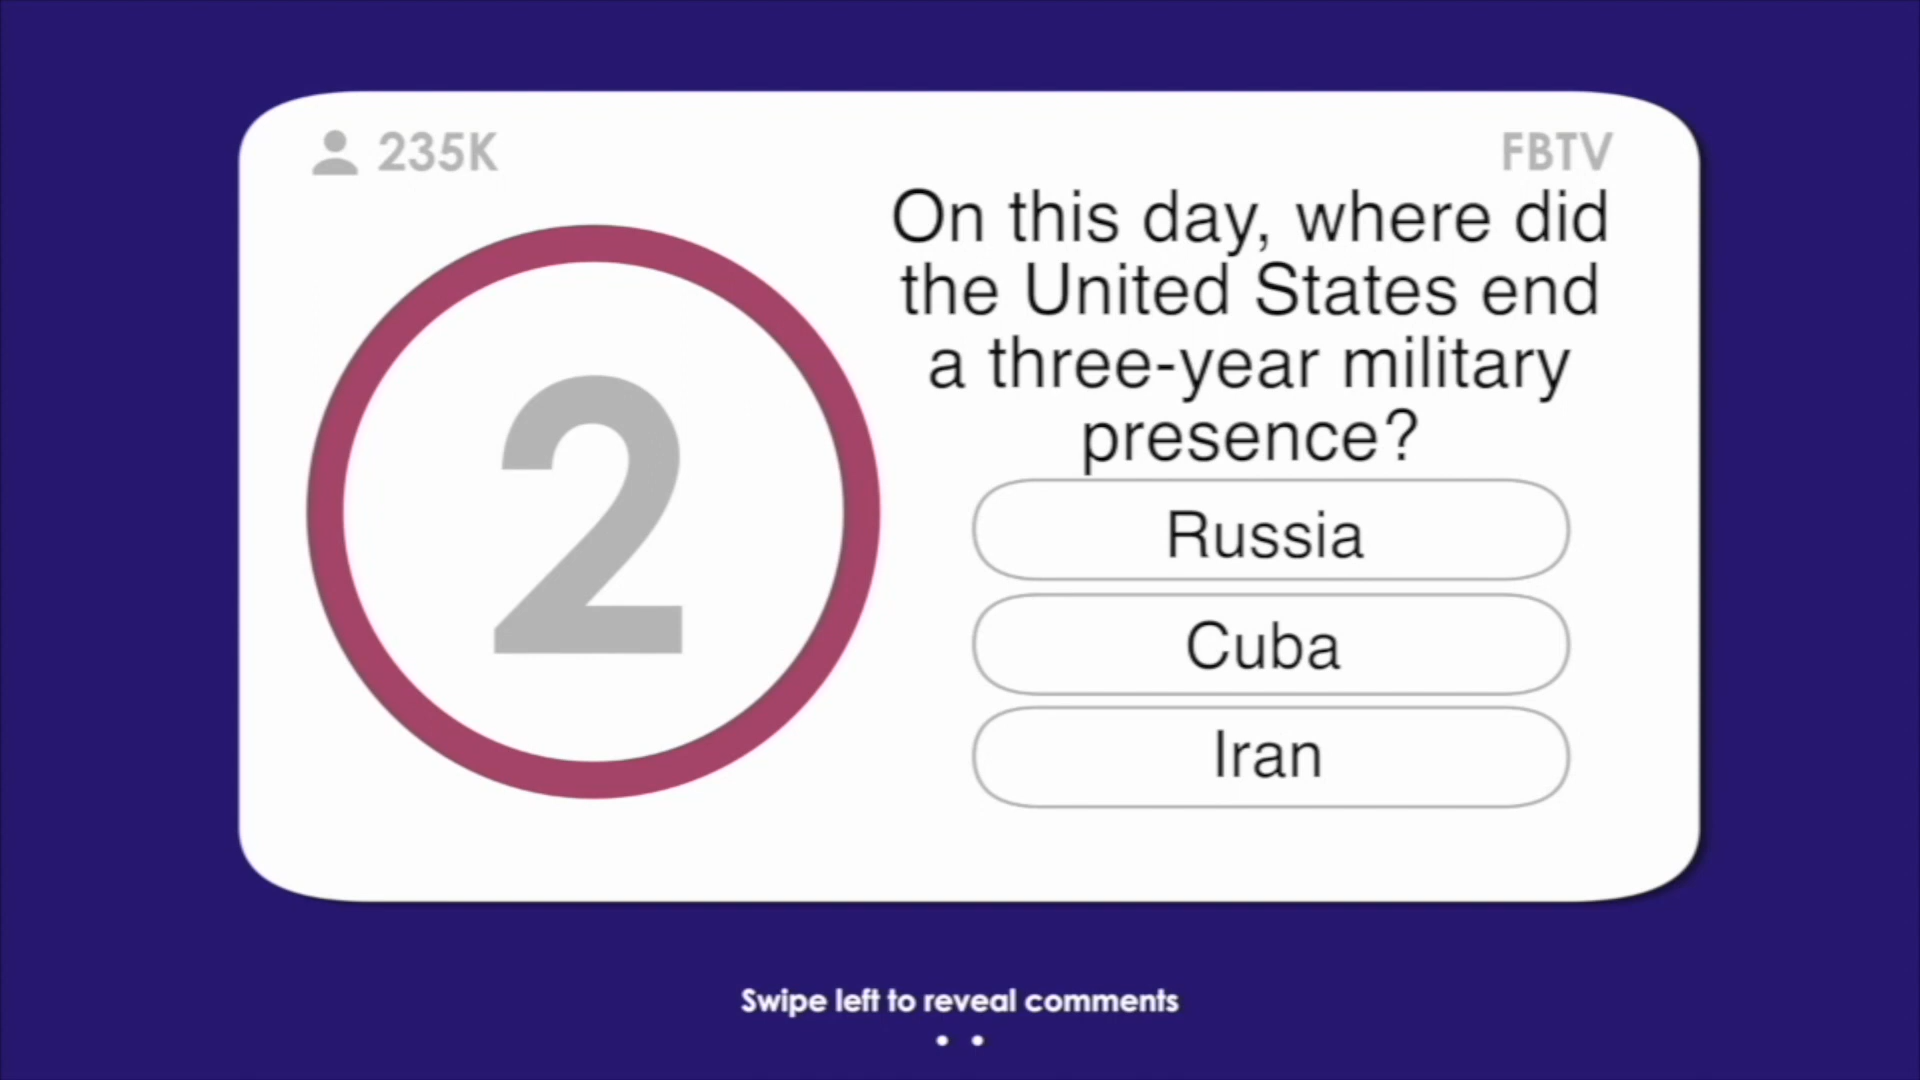 235K
FBTV
2
On this day, where did
the United States end
a three-year military
presence?
Russia
Cuba
Iran
Swipe left to reveal comments